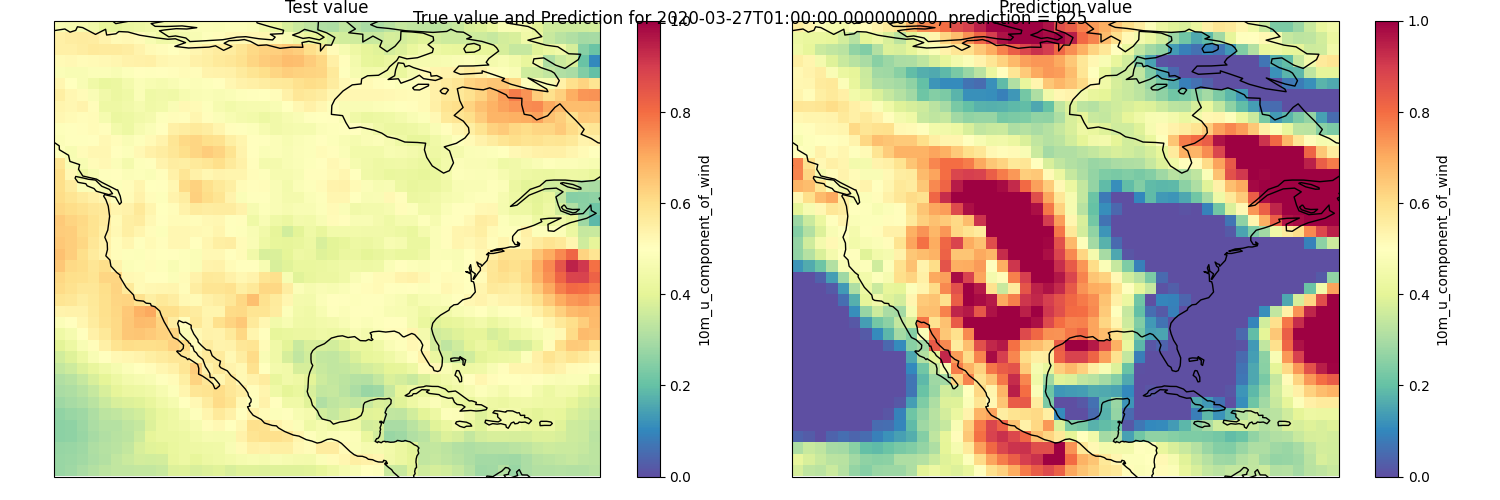 Test value
Prediction value
True value and Prediction for 2020-03-27T01:00:00.000000000 prediction = 625
1.0
0.8
0.6
0.4
0.2
0.0
10m_u_component_of_wind
1.0
0.8
0.6
0.4
0.2
0.0
10m_u_component_of_wind